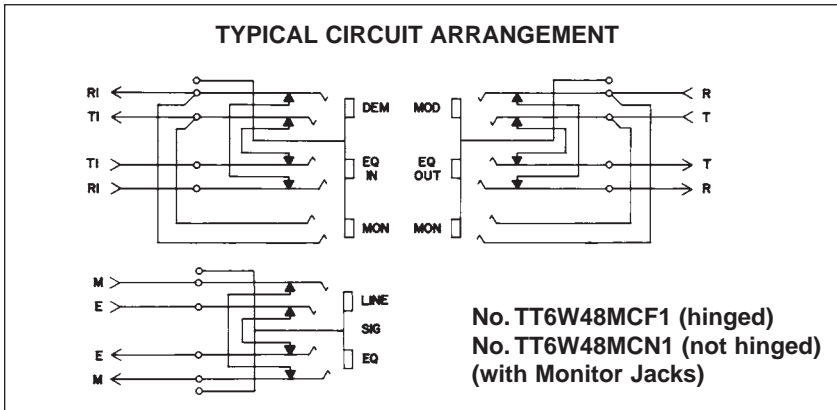 TYPICAL CIRCUIT ARRANGEMENT
RI
TI
TI
RI
DEM
EQ
IN
MON
MOD
EQ
OUT
MON
R
T
T
R
M
E
E
M
LINE
SIG
EQ
No. TT6W48MCF1 (hinged)
No. TT6W48MCN1 (not hinged)
(with Monitor Jacks)